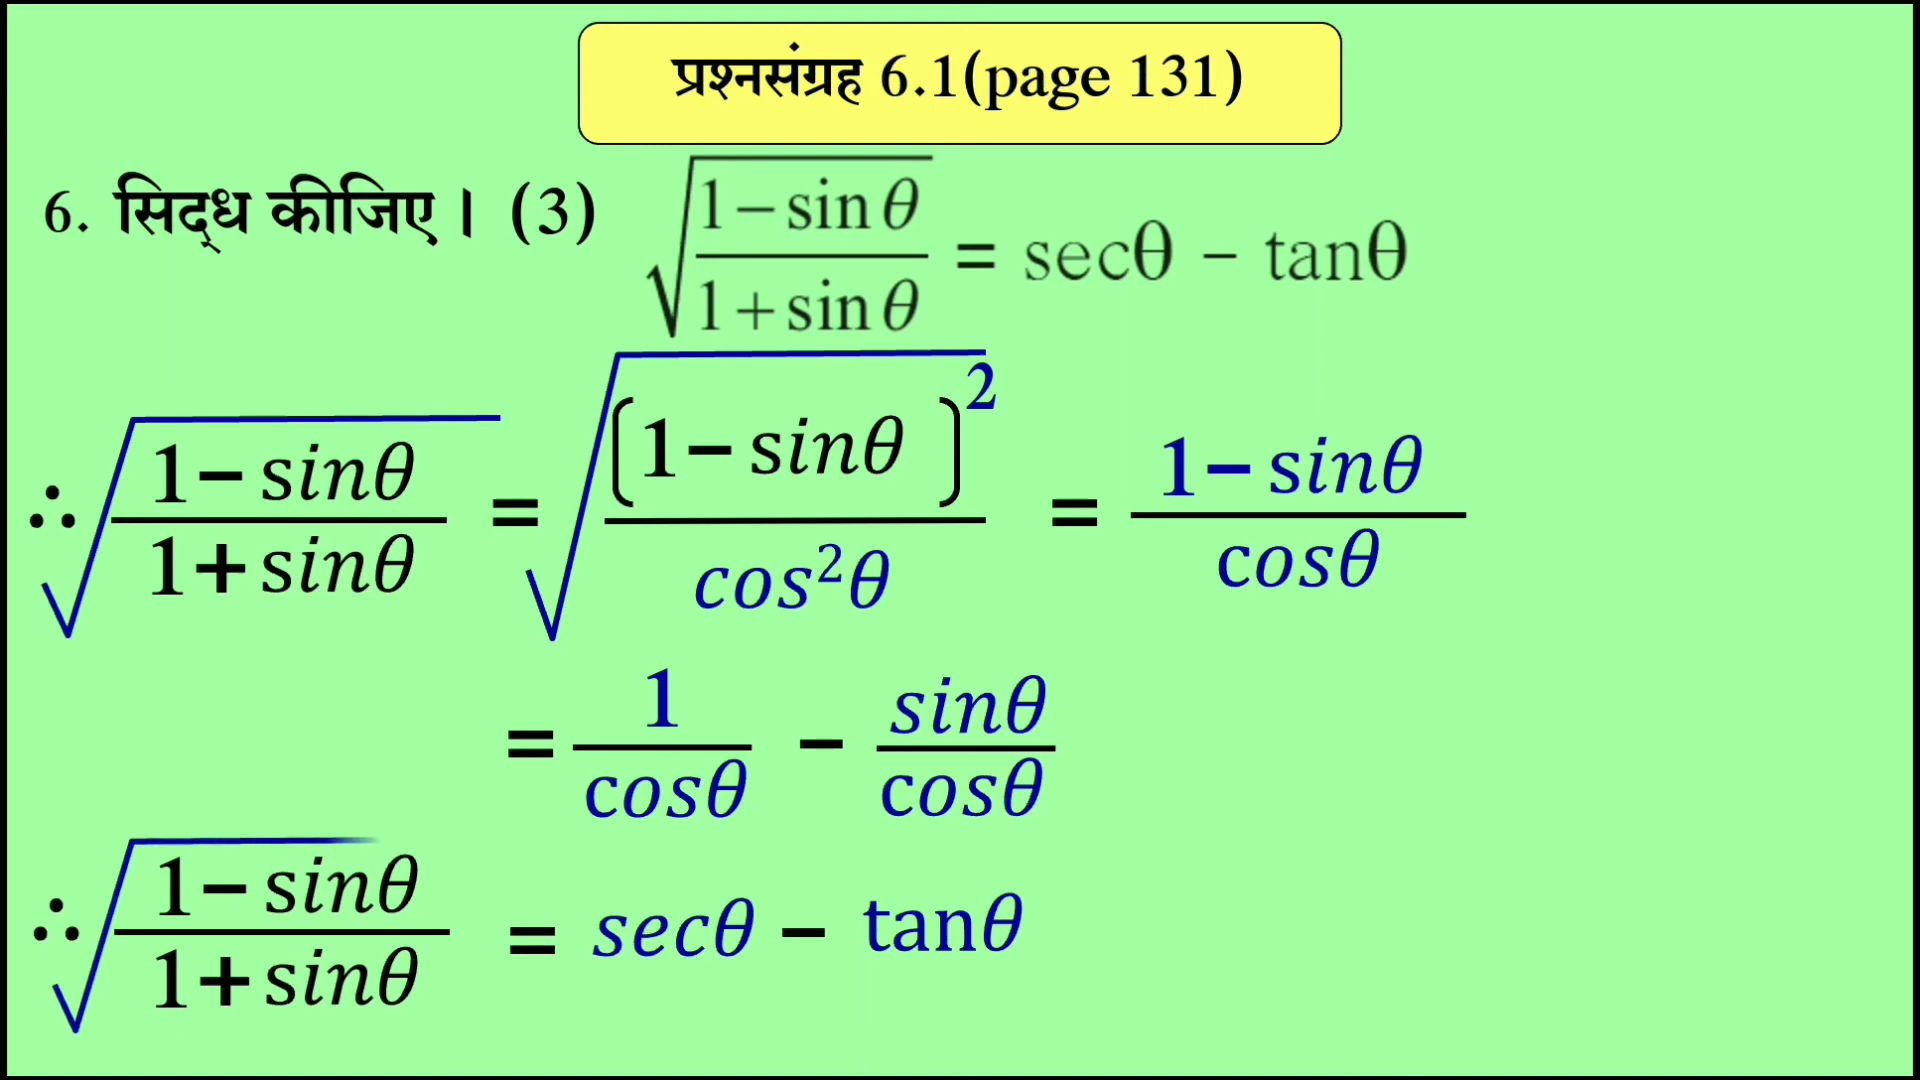 प्रश्नसंग्रह 6.1(page 131)
6. सिद्ध कीजिए । (3) √((1-sin θ)/(1+sin θ)) = secθ - tanθ
∴ √((1-sinθ)/(1+sinθ)) = √((1-sinθ)²/cos²θ) = (1-sinθ)/cosθ
= 1/cosθ - sinθ/cosθ
∴ √((1-sinθ)/(1+sinθ)) = secθ - tanθ